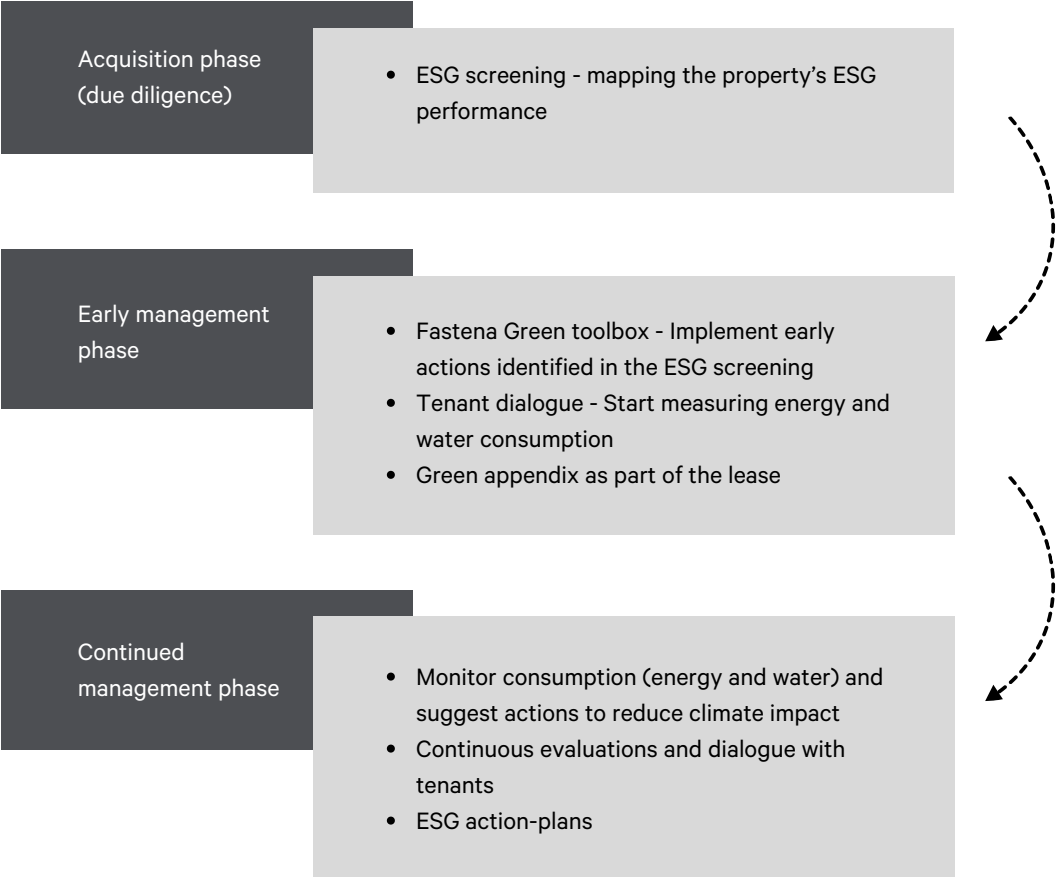 Acquisition phase
(due diligence)
• ESG screening - mapping the property’s ESG
performance
Early management
phase
• Fastena Green toolbox - Implement early
actions identified in the ESG screening
• Tenant dialogue - Start measuring energy and
water consumption
• Green appendix as part of the lease
Continued
management phase
• Monitor consumption (energy and water) and
suggest actions to reduce climate impact
• Continuous evaluations and dialogue with
tenants
• ESG action-plans